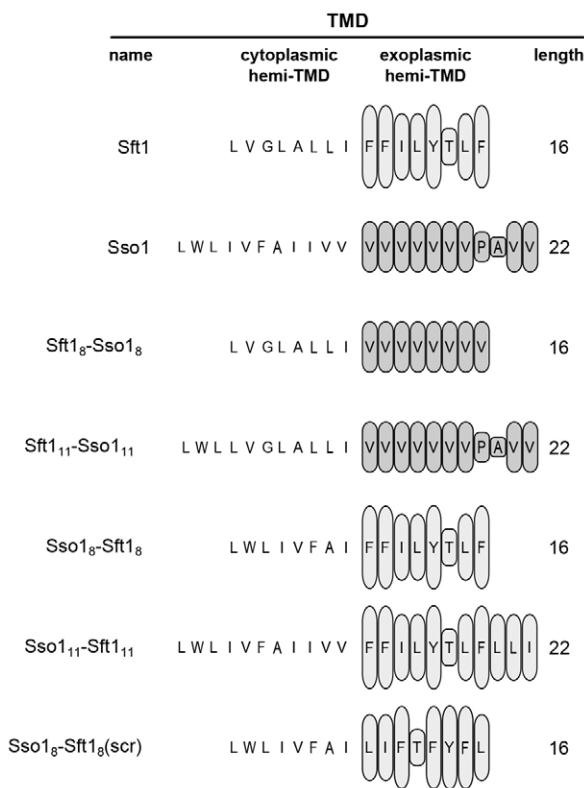 TMD
name cytoplasmic exoplasmic length
hemi-TMD hemi-TMD
Sft1 L V G L A L L I F F I L Y T L F 16
Sso1 L W L I V F A I I V V V V V V V V V P A V V 22
Sft1₈-Sso1₈ L V G L A L L I V V V V V V V V 16
Sft1₁₁-Sso1₁₁ L W L L V G L A L L I V V V V V V V P A V V 22
Sso1₈-Sft1₈ L W L I V F A I F F I L Y T L F 16
Sso1₁₁-Sft1₁₁ L W L I V F A I I V V F F I L Y T L F L L I 22
Sso1₈-Sft1₈(scr) L W L I V F A I L I F T F Y F L 16